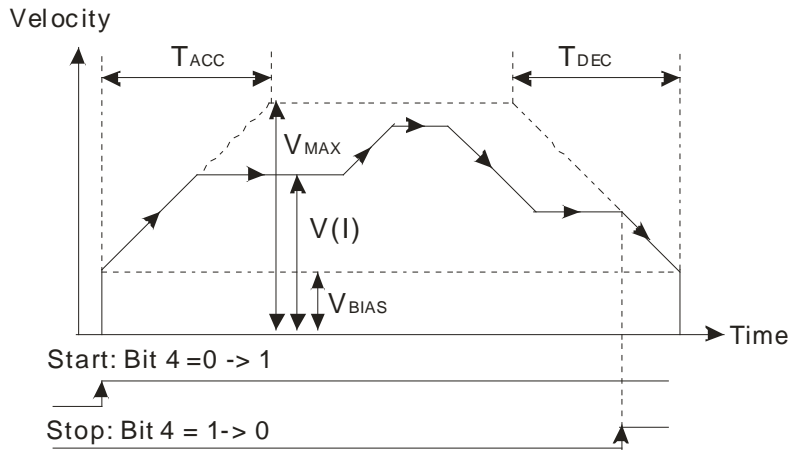 Velocity
TACC
TDEC
VMAX
V(I)
VBIAS
Time
Start: Bit 4 =0 -> 1
Stop: Bit 4 = 1-> 0